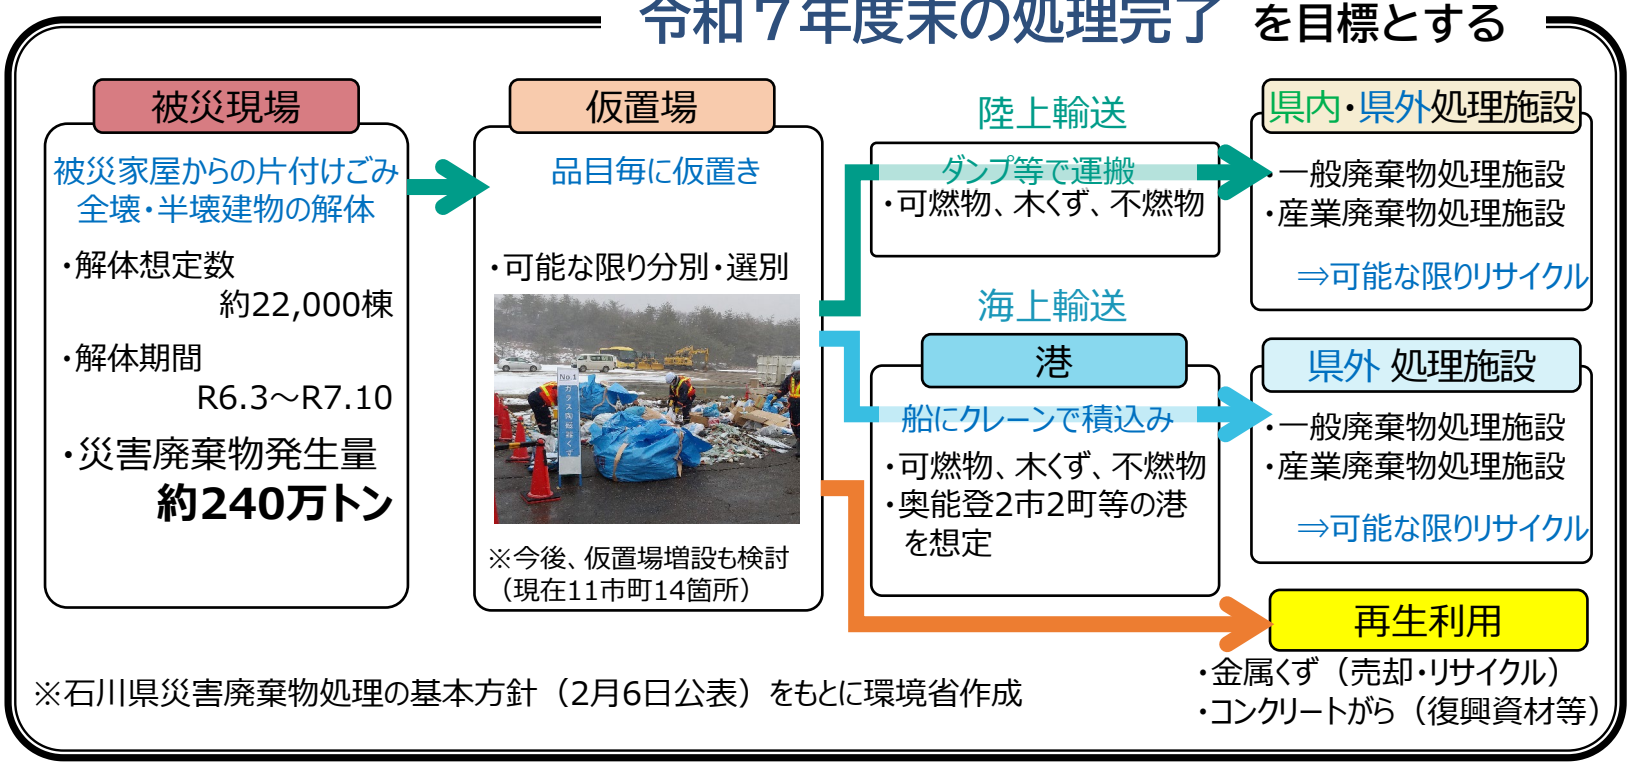 令和７年度末の処理完了 を目標とする
被災現場
被災家屋からの片付けごみ
全壊・半壊建物の解体
・解体想定数
約22,000棟
・解体期間
R6.3～R7.10
・災害廃棄物発生量
約240万トン
仮置場
品目毎に仮置き
・可能な限り分別・選別
No.1
ガラス陶磁器くず
※今後、仮置場増設も検討
（現在11市町14箇所）
陸上輸送
ダンプ等で運搬
・可燃物、木くず、不燃物
海上輸送
港
船にクレーンで積込み
・可燃物、木くず、不燃物
・奥能登2市2町等の港
を想定
県内・県外処理施設
・一般廃棄物処理施設
・産業廃棄物処理施設
⇒可能な限りリサイクル
県外 処理施設
・一般廃棄物処理施設
・産業廃棄物処理施設
⇒可能な限りリサイクル
再生利用
・金属くず（売却・リサイクル）
・コンクリートがら（復興資材等）
※石川県災害廃棄物処理の基本方針（2月6日公表）をもとに環境省作成